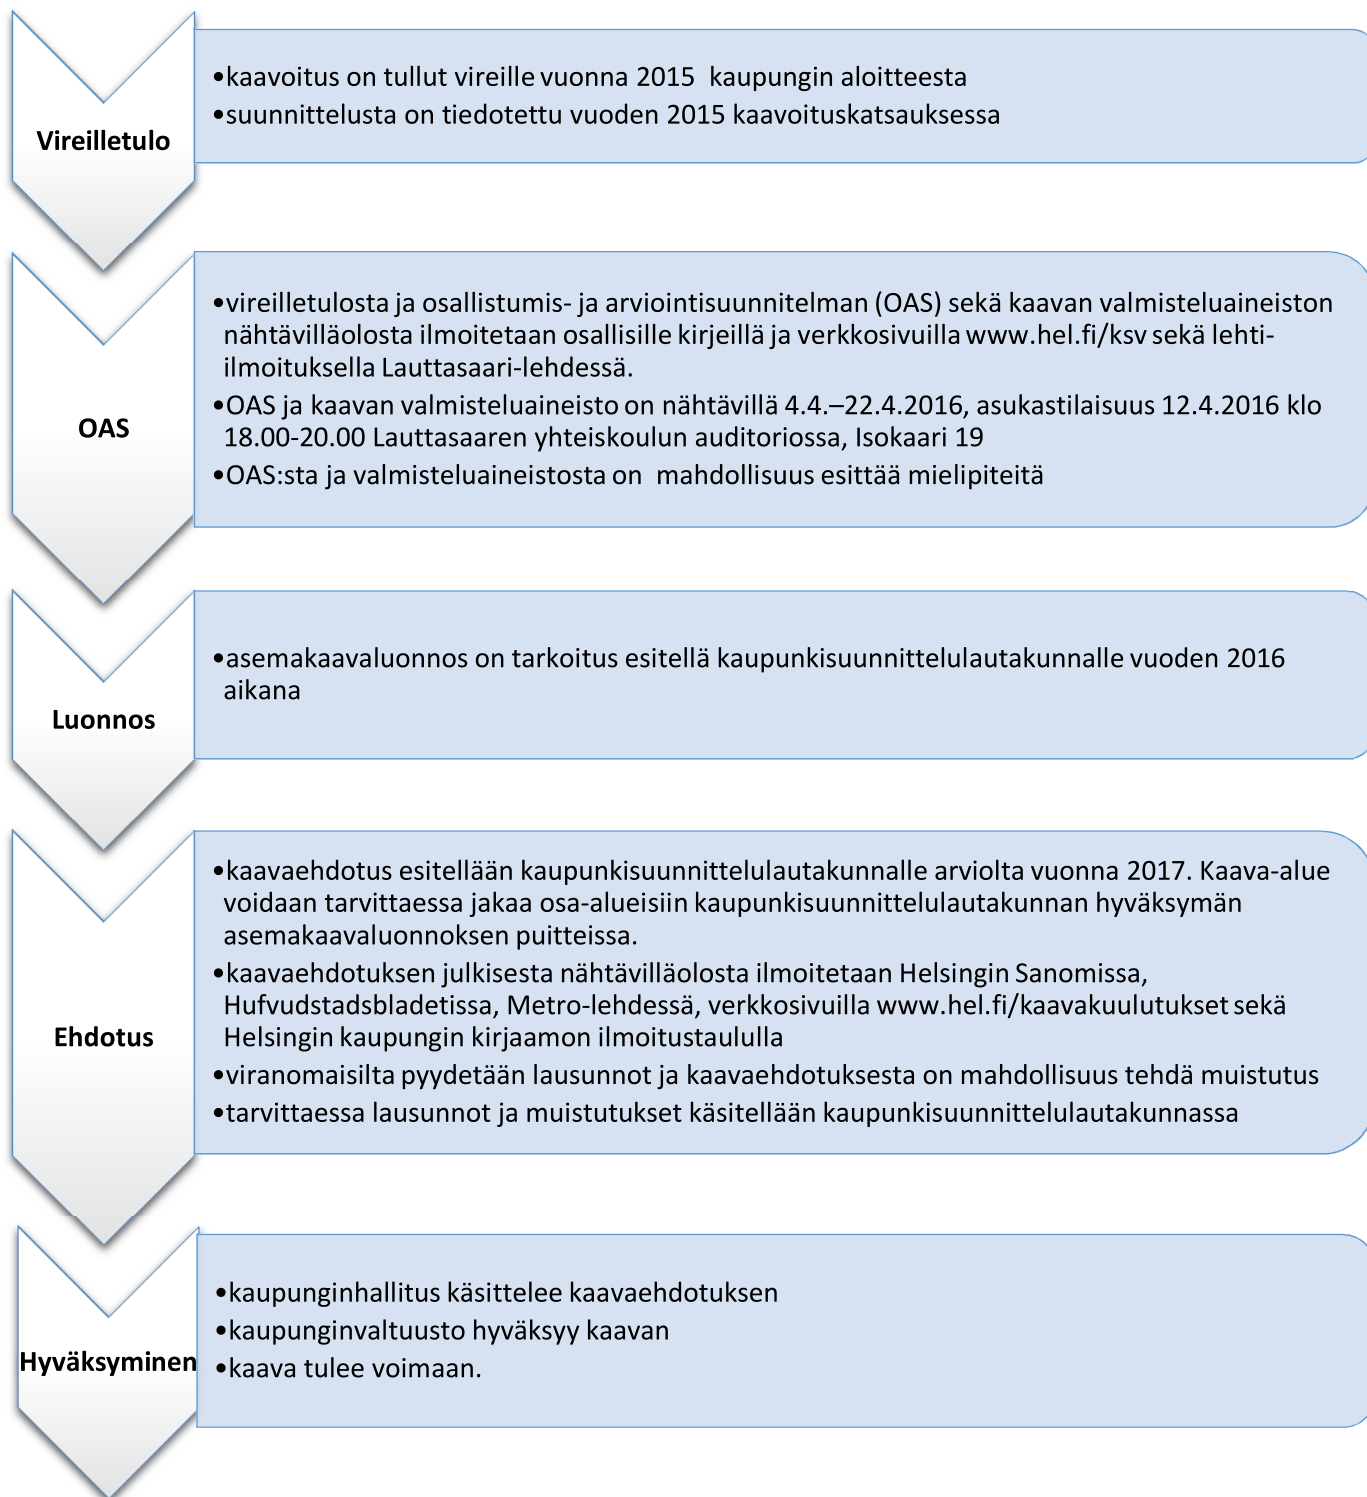 Vireilletulo
•kaavoitus on tullut vireille vuonna 2015  kaupungin aloitteesta
•suunnittelusta on tiedotettu vuoden 2015 kaavoituskatsauksessa
OAS
•vireilletulosta ja osallistumis- ja arviointisuunnitelman (OAS) sekä kaavan valmisteluaineiston
nähtävilläolosta ilmoitetaan osallisille kirjeillä ja verkkosivuilla www.hel.fi/ksv sekä lehti-
ilmoituksella Lauttasaari-lehdessä.
•OAS ja kaavan valmisteluaineisto on nähtävillä 4.4.–22.4.2016, asukastilaisuus 12.4.2016 klo
18.00-20.00 Lauttasaaren yhteiskoulun auditoriossa, Isokaari 19
•OAS:sta ja valmisteluaineistosta on  mahdollisuus esittää mielipiteitä
Luonnos
•asemakaavaluonnos on tarkoitus esitellä kaupunkisuunnittelulautakunnalle vuoden 2016
aikana
Ehdotus
•kaavaehdotus esitellään kaupunkisuunnittelulautakunnalle arviolta vuonna 2017. Kaava-alue
voidaan tarvittaessa jakaa osa-alueisiin kaupunkisuunnittelulautakunnan hyväksymän
asemakaavaluonnoksen puitteissa.
•kaavaehdotuksen julkisesta nähtävilläolosta ilmoitetaan Helsingin Sanomissa,
Hufvudstadsbladetissa, Metro-lehdessä, verkkosivuilla www.hel.fi/kaavakuulutukset sekä
Helsingin kaupungin kirjaamon ilmoitustaululla
•viranomaisilta pyydetään lausunnot ja kaavaehdotuksesta on mahdollisuus tehdä muistutus
•tarvittaessa lausunnot ja muistutukset käsitellään kaupunkisuunnittelulautakunnassa
Hyväksyminen
•kaupunginhallitus käsittelee kaavaehdotuksen
•kaupunginvaltuusto hyväksyy kaavan
•kaava tulee voimaan.